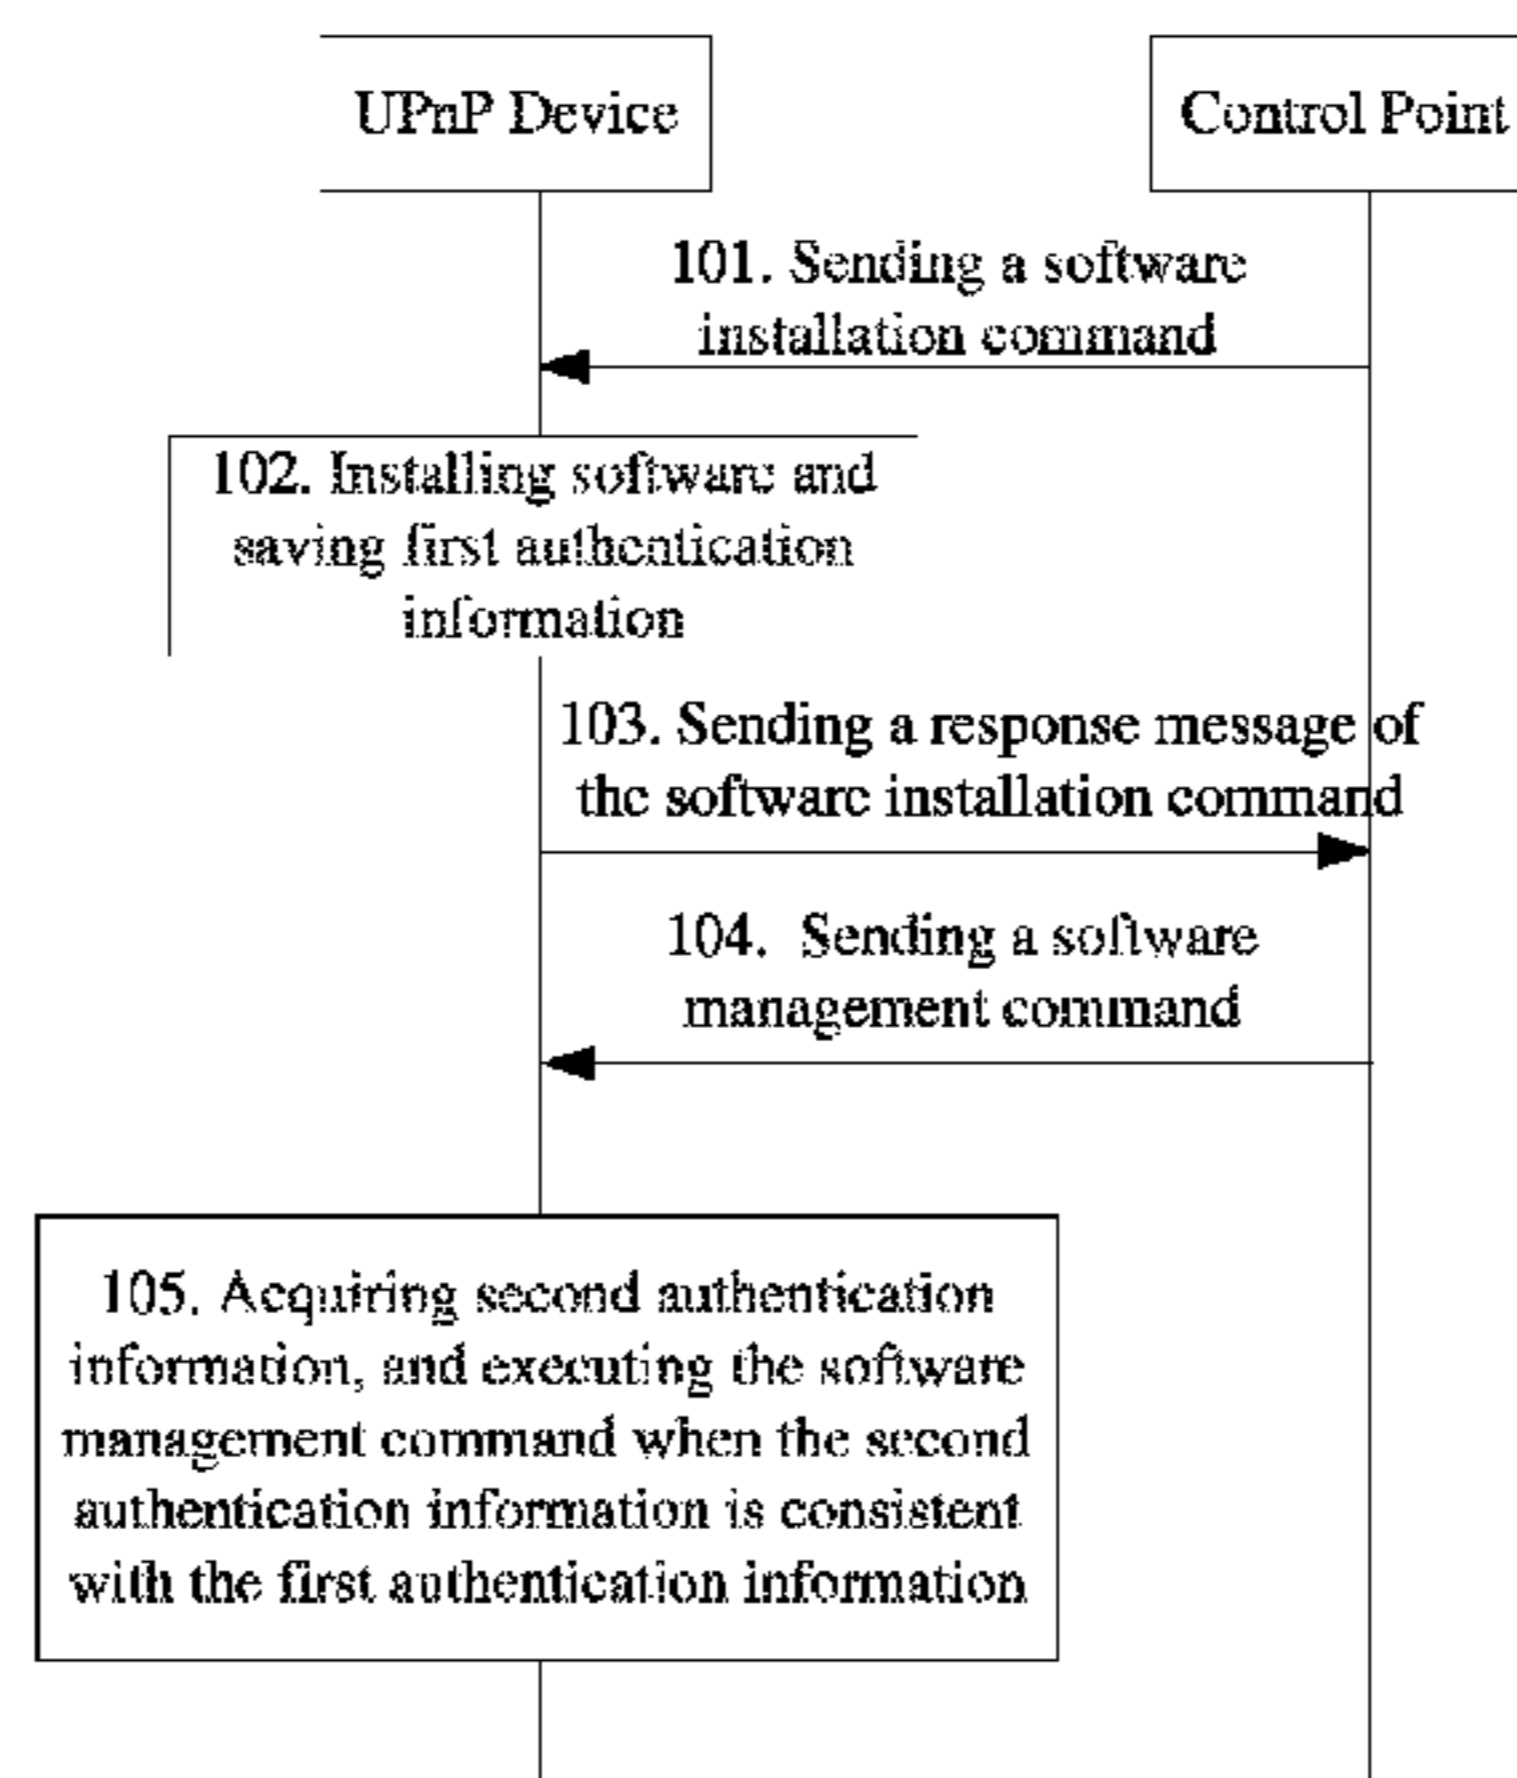 UPnP Device
Control Point
101. Sending a software
installation command
102. Installing software and
saving first authentication
information
103. Sending a response message of
the software installation command
104. Sending a software
management command
105. Acquiring second authentication
information, and executing the software
management command when the second
authentication information is consistent
with the first authentication information